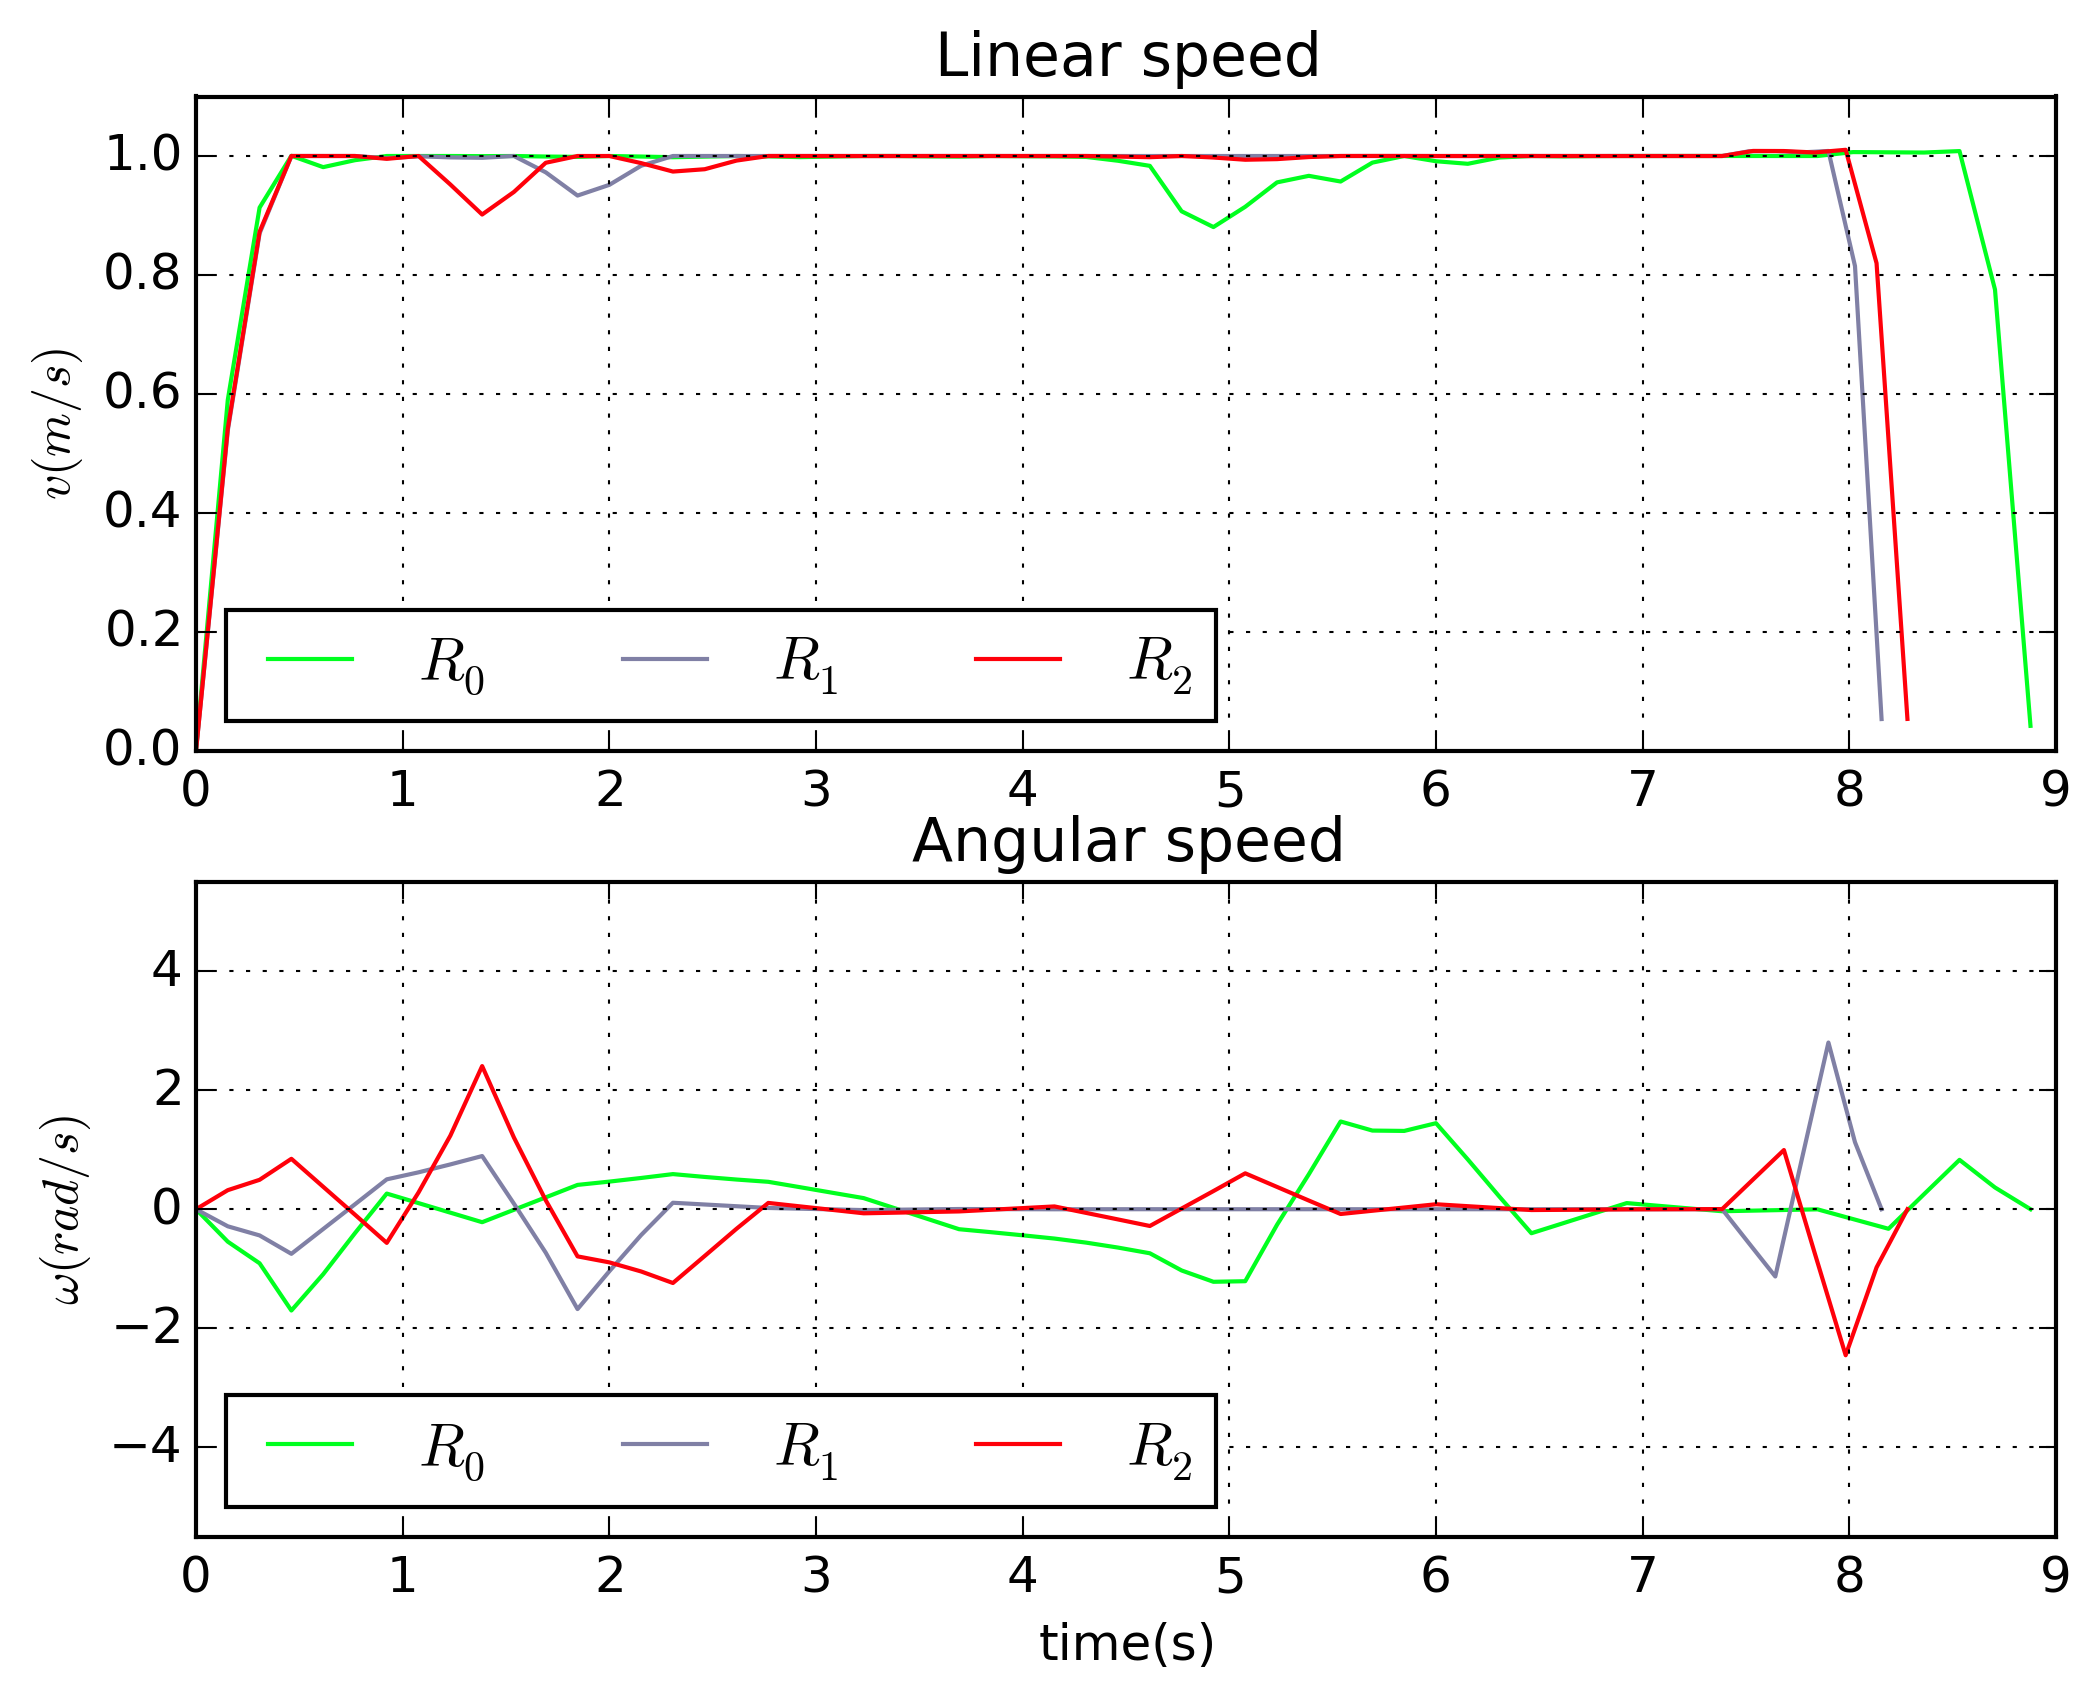 Linear speed
1.0
0.8
0.6
0.4
0.2
0.0
v(m/s)
R0 R1 R2
0 1 2 3 4 5 6 7 8 9
Angular speed
4
2
0
−2
−4
ω(rad/s)
R0 R1 R2
0 1 2 3 4 5 6 7 8 9
time(s)